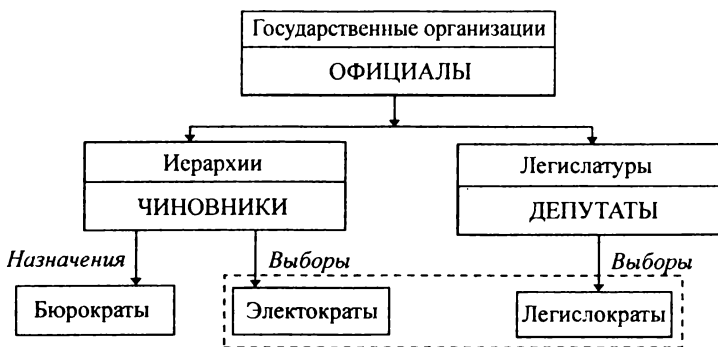 Государственные организации
ОФИЦИАЛЫ
Иерархии
ЧИНОВНИКИ
Легислатуры
ДЕПУТАТЫ
Назначения
Выборы
Выборы
Бюрократы
Электократы
Легислократы